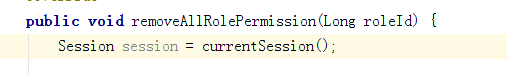 public void removeAllRolePermission(Long roleId) {
Session session = currentSession();